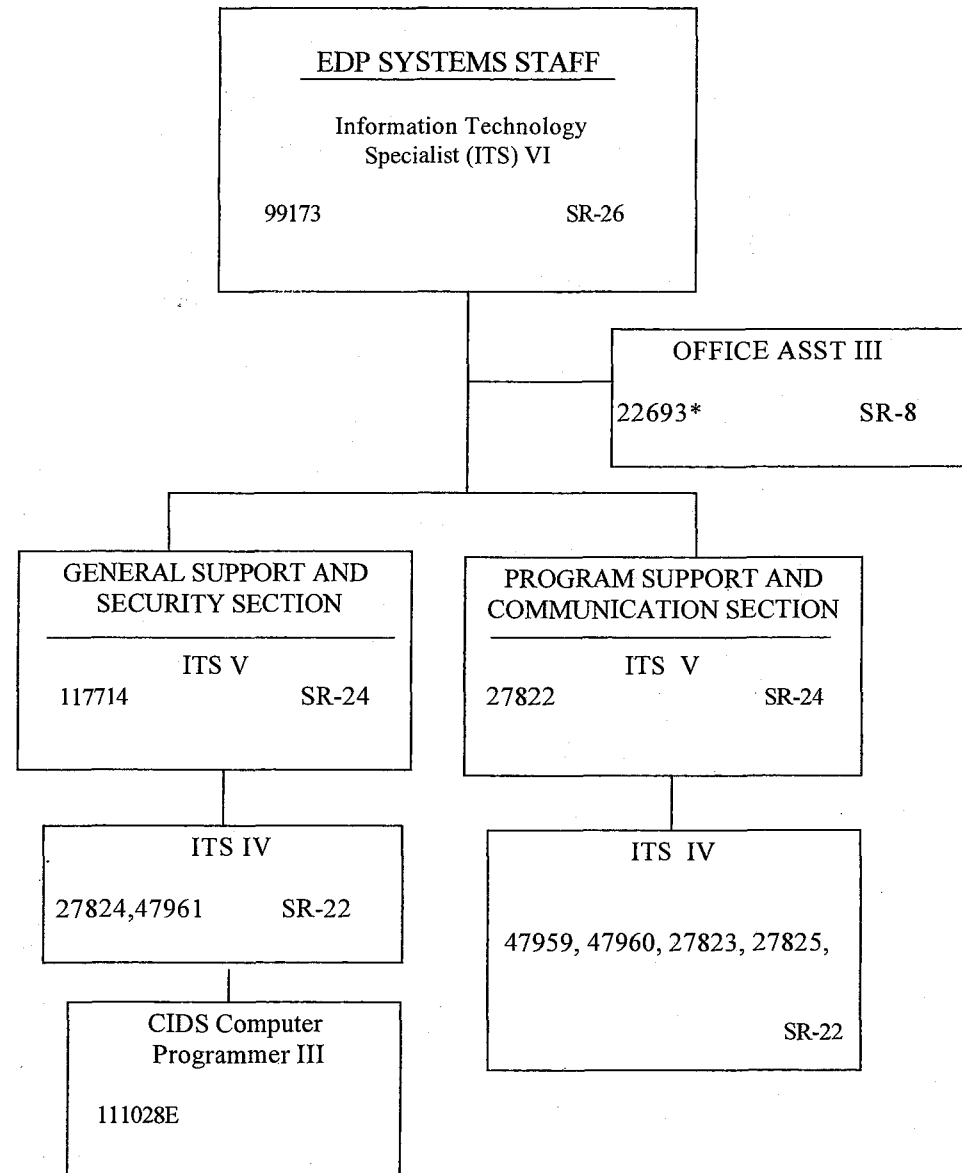 EDP SYSTEMS STAFF
Information Technology
Specialist (ITS) VI
99173 SR-26
OFFICE ASST III
22693* SR-8
GENERAL SUPPORT AND
SECURITY SECTION
ITS V
117714 SR-24
PROGRAM SUPPORT AND
COMMUNICATION SECTION
ITS V
27822 SR-24
ITS IV
27824,47961 SR-22
ITS IV
47959, 47960, 27823, 27825,
SR-22
CIDS Computer
Programmer III
111028E